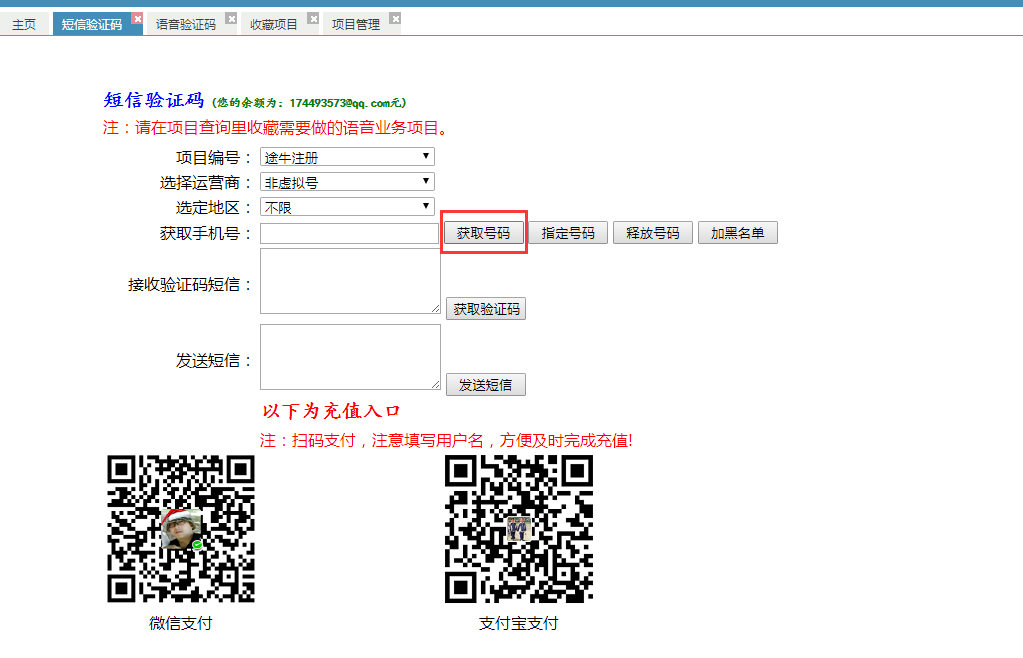 主页 短信验证码 语音验证码 收藏项目 项目管理
短信验证码 (您的余额为：174493573@qq.com元)
注：请在项目查询里收藏需要做的语音业务项目。
项目编号： 途牛注册
选择运营商： 非虚拟号
选定地区： 不限
获取手机号： 获取号码 指定号码 释放号码 加黑名单
接收验证码短信： 获取验证码
发送短信： 发送短信
以下为充值入口
注：扫码支付，注意填写用户名，方便及时完成充值!
微信支付 支付宝支付